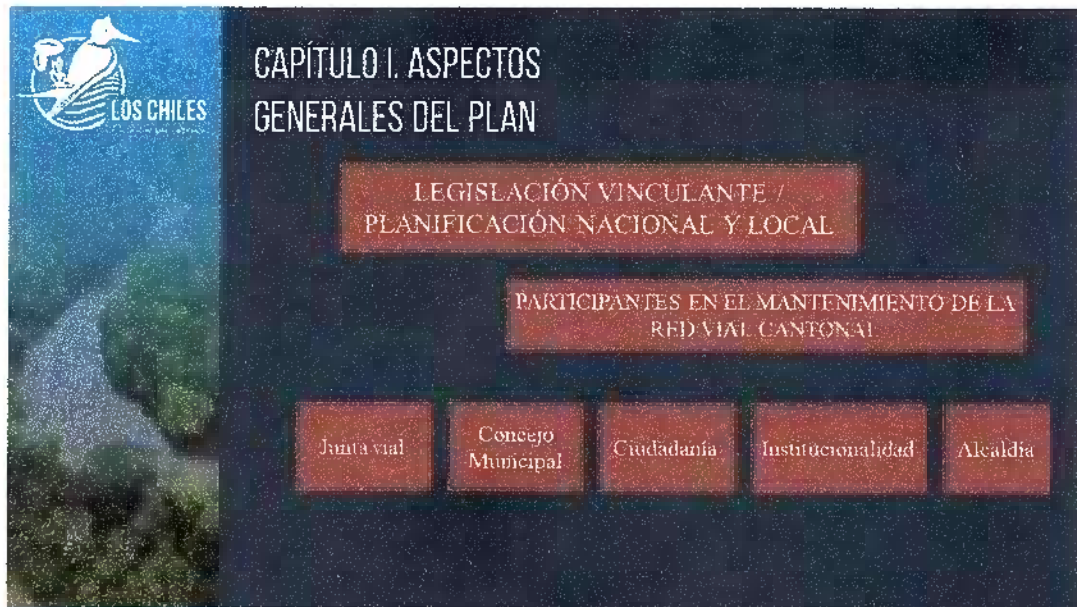 LOS CHILES
CAPÍTULO I. ASPECTOS
GENERALES DEL PLAN
LEGISLACIÓN VINCULANTE /
PLANIFICACIÓN NACIONAL Y LOCAL
PARTICIPANTES EN EL MANTENIMIENTO DE LA
RED VIAL CANTONAL
Junta vial
Concejo
Municipal
Ciudadanía
Institucionalidad
Alcaldía